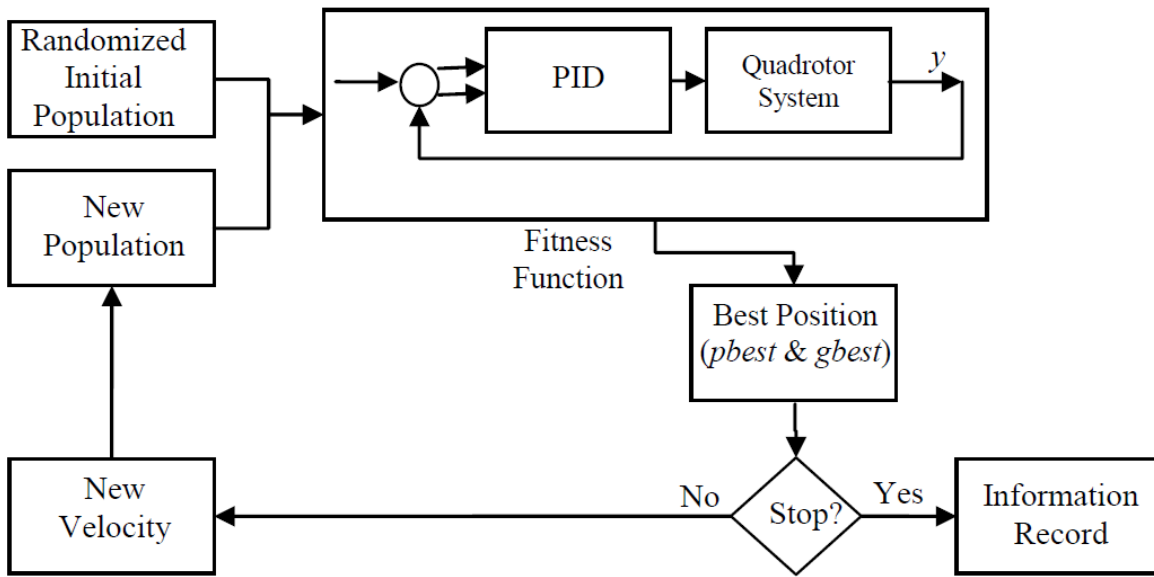 Randomized
Initial
Population
PID
Quadrotor
System
y
New
Population
Fitness
Function
Best Position
(pbest & gbest)
New
Velocity
No
Stop?
Yes
Information
Record